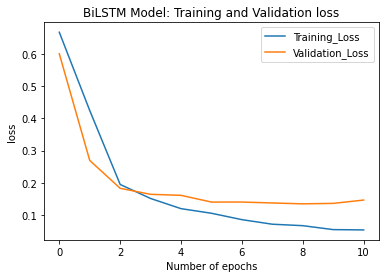 BiLSTM Model: Training and Validation loss
Training_Loss
Validation_Loss
0.6
0.5
0.4
0.3
0.2
0.1
loss
0 2 4 6 8 10
Number of epochs